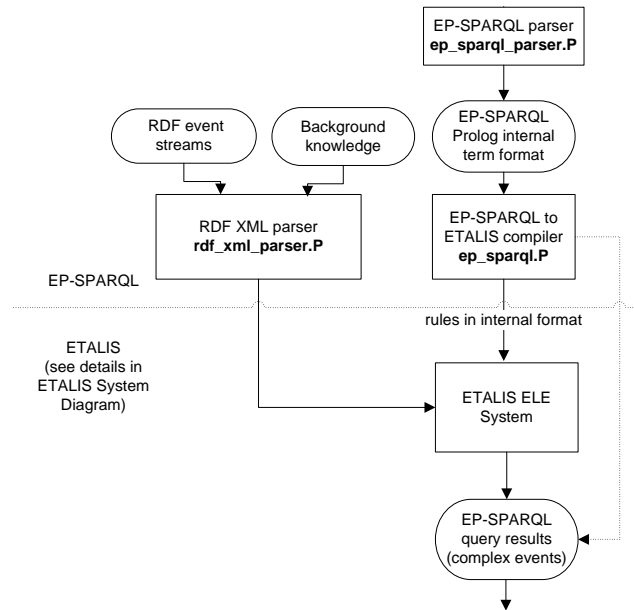 EP-SPARQL parser
ep_sparql_parser.P
RDF event
streams
Background
knowledge
EP-SPARQL
Prolog internal
term format
RDF XML parser
rdf_xml_parser.P
EP-SPARQL to
ETALIS compiler
ep_sparql.P
EP-SPARQL
rules in internal format
ETALIS
(see details in
ETALIS System
Diagram)
ETALIS ELE
System
EP-SPARQL
query results
(complex events)